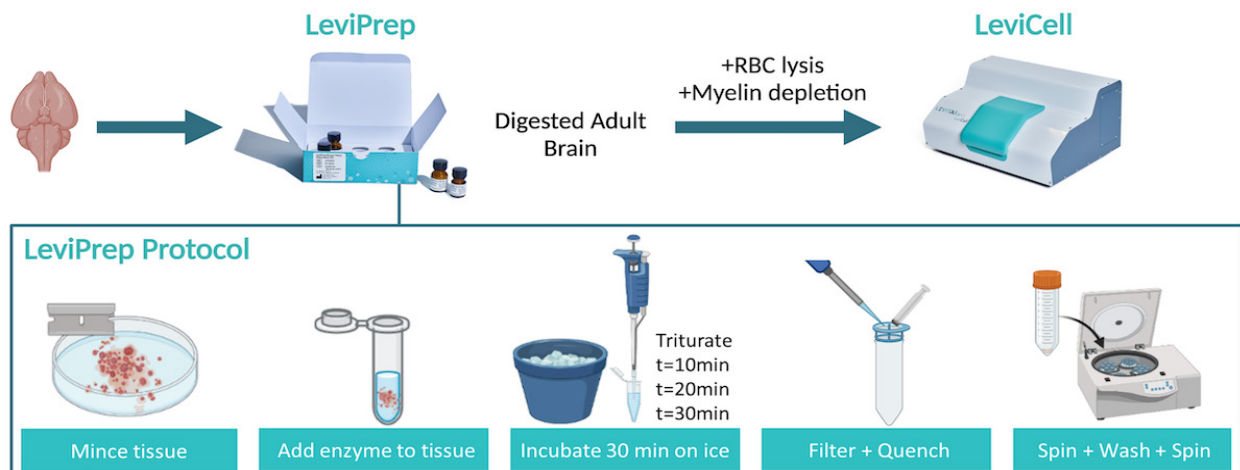 LeviPrep
LeviCell
+RBC lysis
+Myelin depletion
Digested Adult
Brain
LeviPrep Protocol
Triturate
t=10min
t=20min
t=30min
Mince tissue
Add enzyme to tissue
Incubate 30 min on ice
Filter + Quench
Spin + Wash + Spin